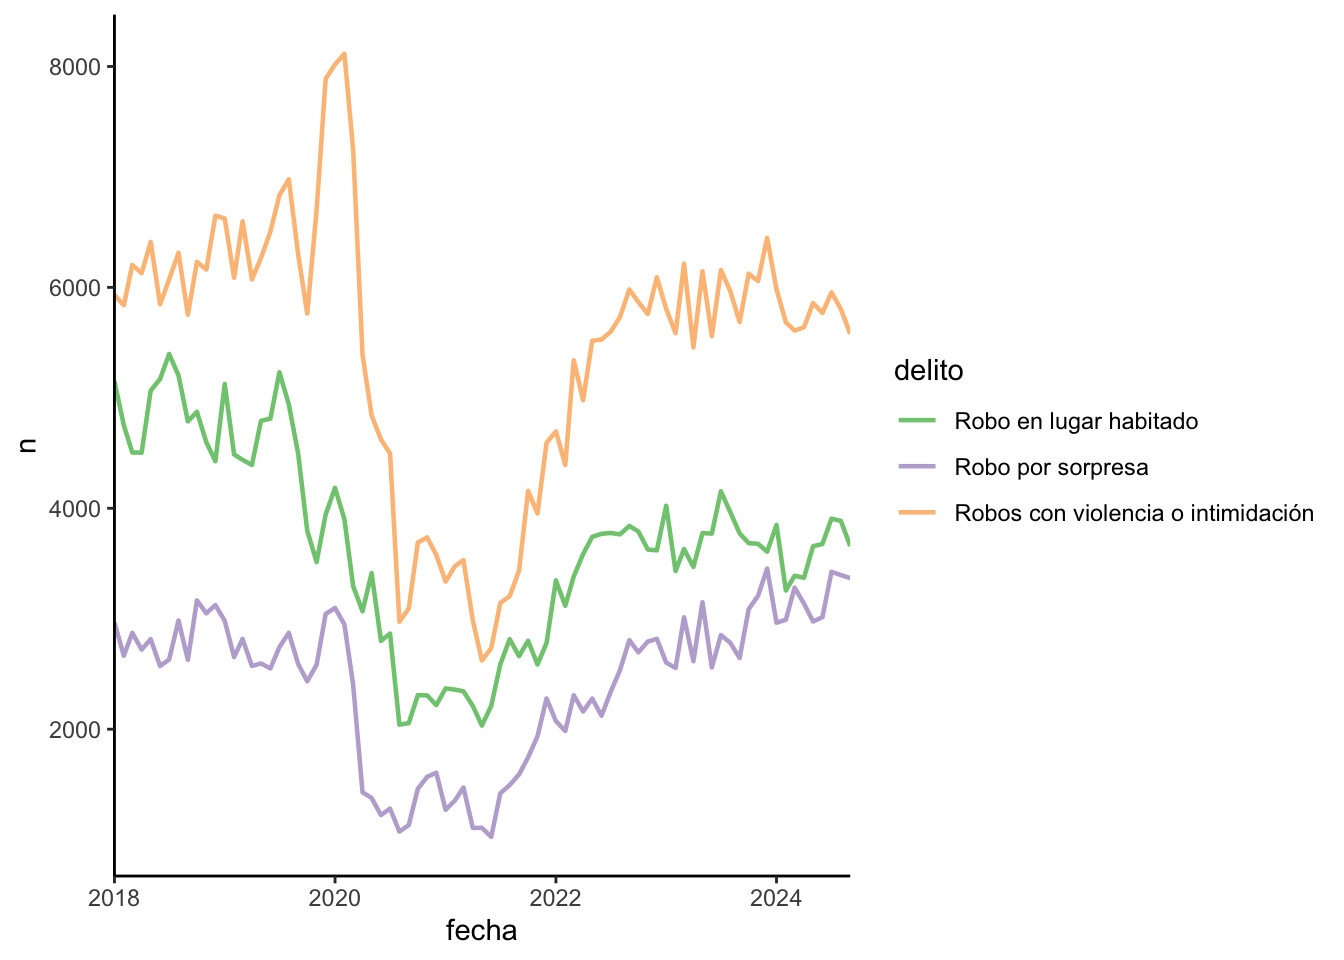 8000
6000
4000
2000
n
2018
2020
2022
2024
fecha
delito
Robo en lugar habitado
Robo por sorpresa
Robos con violencia o intimidación